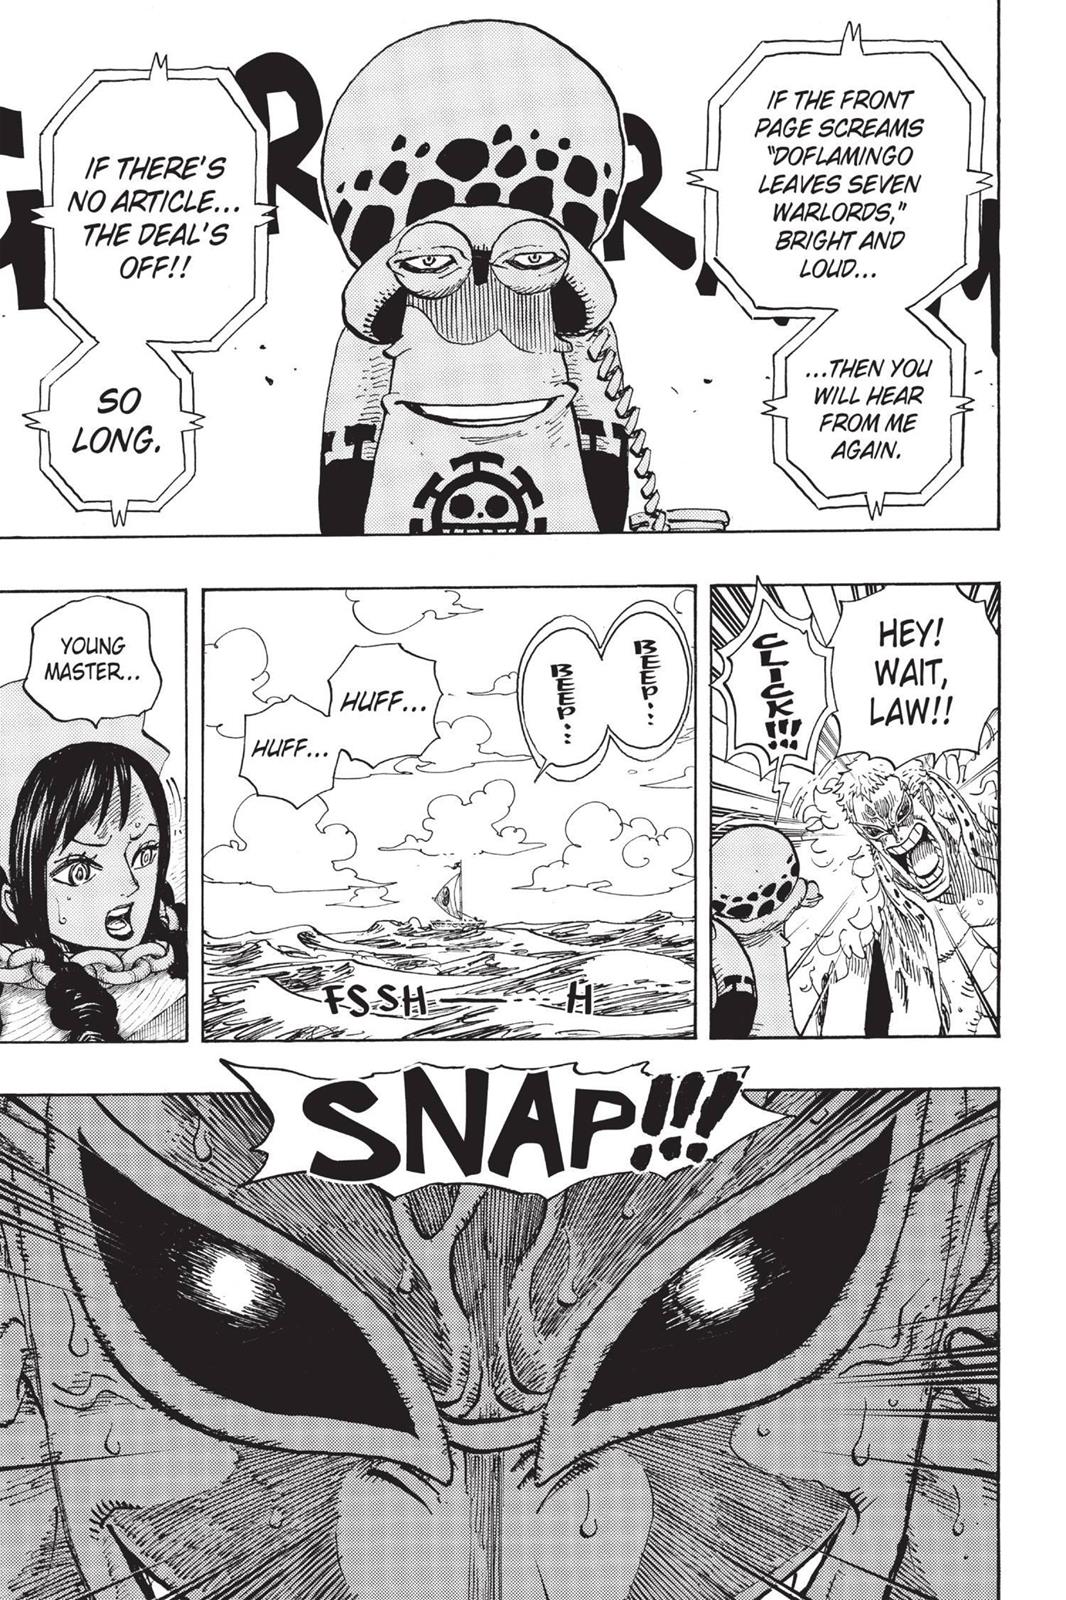 IF THE FRONT
PAGE SCREAMS
"DOFLAMINGO
LEAVES SEVEN
WARLORDS,"
BRIGHT AND
LOUD...
...THEN YOU
WILL HEAR
FROM ME
AGAIN.
IF THERE'S
NO ARTICLE...
THE DEAL'S
OFF!!
SO
LONG.
HEY!
WAIT,
LAW!!
CLICK!!!
BEEP...
BEEP...
HUFF...
HUFF...
FSSH — H
YOUNG
MASTER...
SNAP!!!